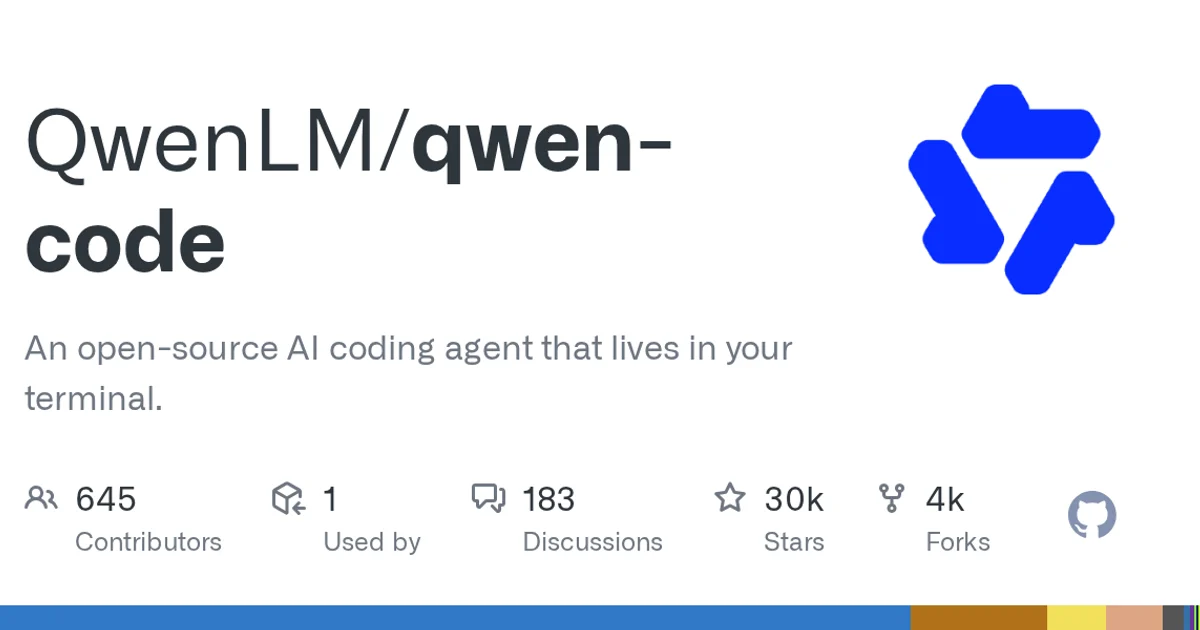 QwenLM/qwen-
code
An open-source AI coding agent that lives in your
terminal.
645 1 183 30k 4k
Contributors Used by Discussions Stars Forks